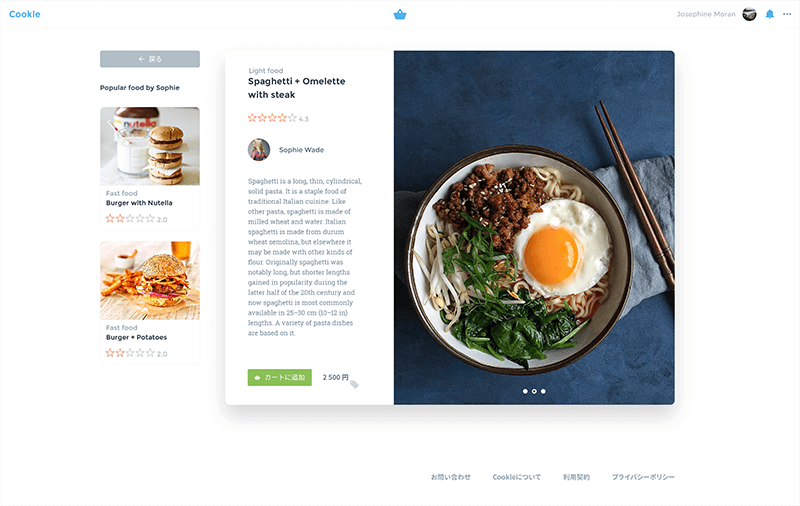 Cookle
Josephine Moran
戻る
Popular food by Sophie
nutella
Fast food
Burger with Nutella
2.0
Fast food
Burger + Potatoes
2.0
Light food
Spaghetti + Omelette
with steak
4.3
Sophie Wade
Spaghetti is a long, thin, cylindrical,
solid pasta. It is a staple food of
traditional Italian cuisine. Like
other pasta, spaghetti is made of
milled wheat and water. Italian
spaghetti is made from durum
wheat semolina, but elsewhere it
may be made with other kinds of
flour. Originally spaghetti was
notably long, but shorter lengths
gained in popularity during the
latter half of the 20th century and
now spaghetti is most commonly
available in 25–30 cm (10–12 in)
lengths. A variety of pasta dishes
are based on it.
カートに追加
2 500 円
お問い合わせ
Cookleについて
利用契約
プライバシーポリシー